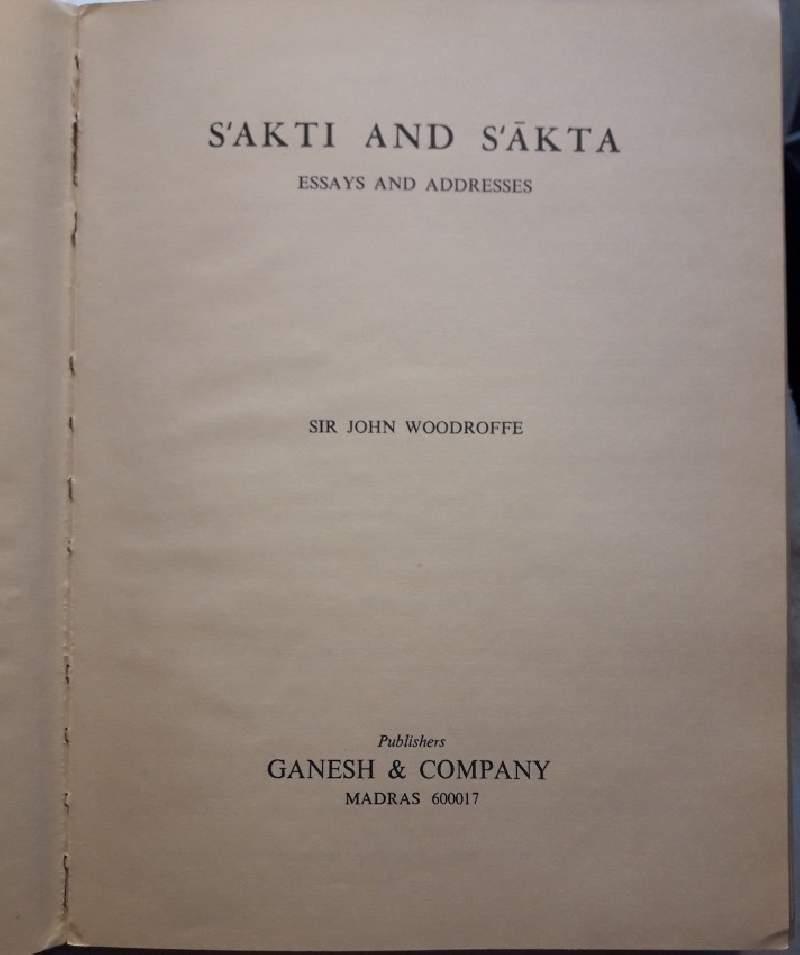 S'AKTI AND S'ĀKTA
ESSAYS AND ADDRESSES
SIR JOHN WOODROFFE
Publishers
GANESH & COMPANY
MADRAS 600017